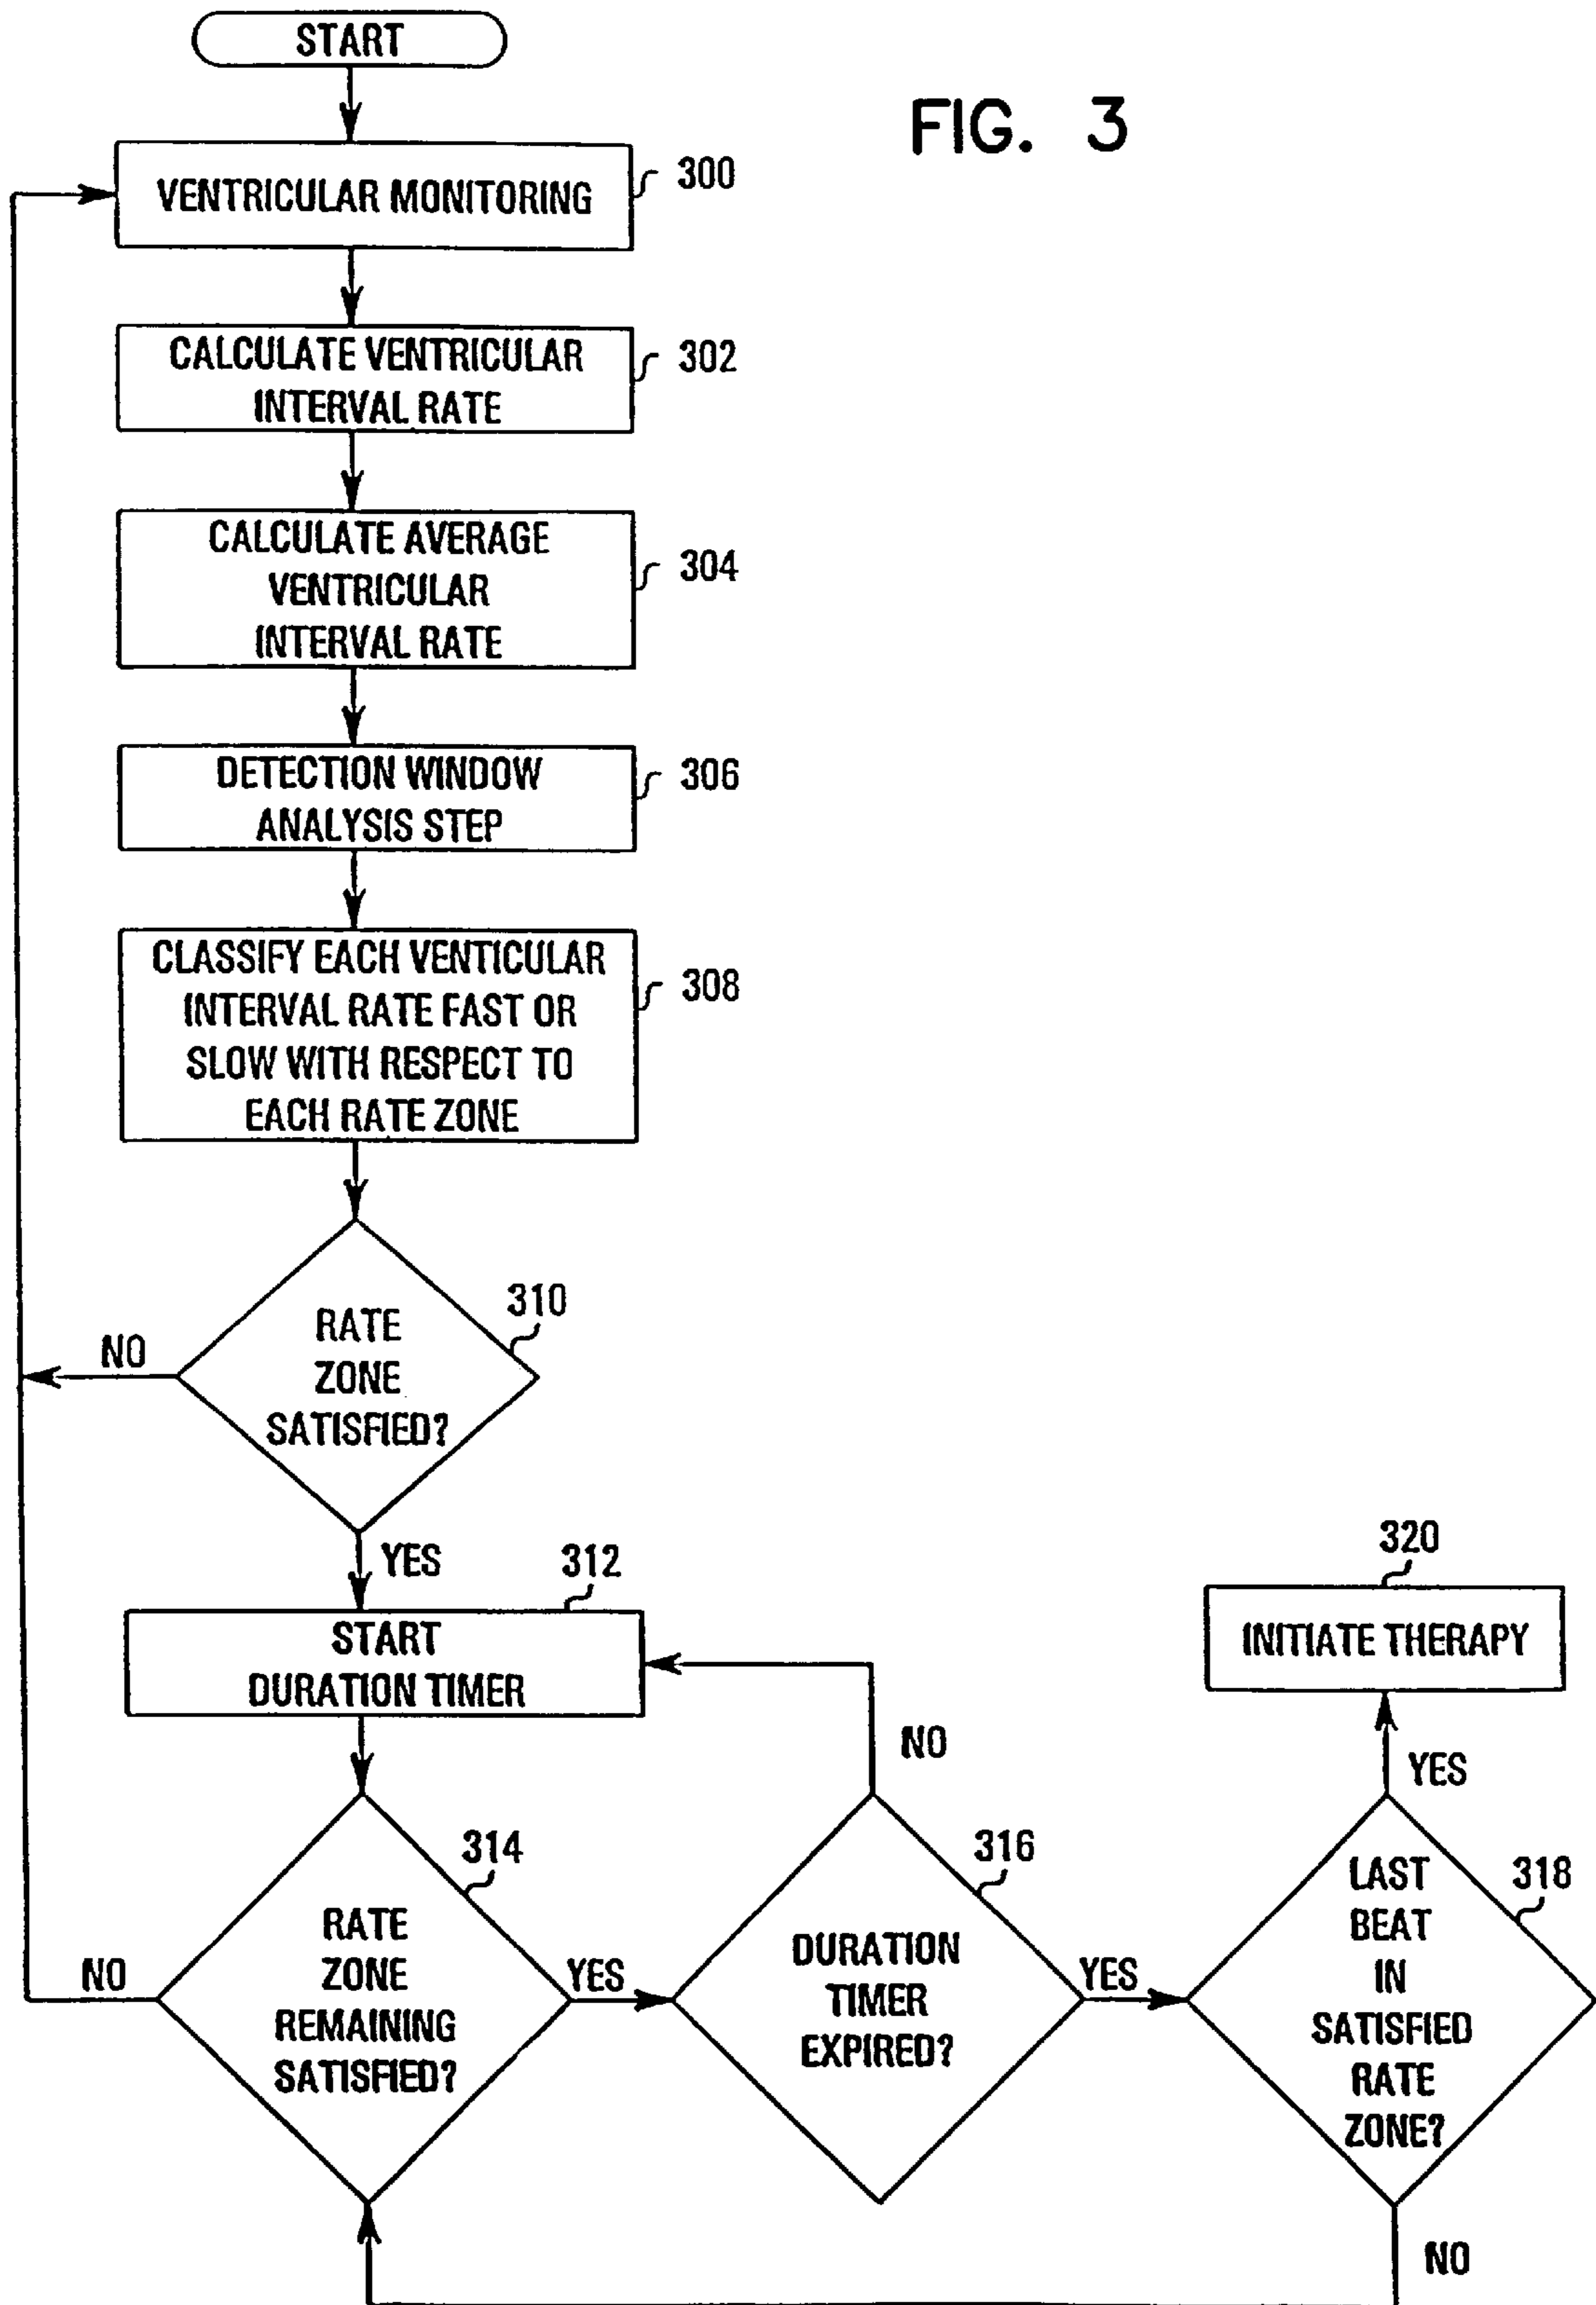 START
FIG. 3
VENTRICULAR MONITORING
300
CALCULATE VENTRICULAR
INTERVAL RATE
302
CALCULATE AVERAGE
VENTRICULAR
INTERVAL RATE
304
DETECTION WINDOW
ANALYSIS STEP
306
CLASSIFY EACH VENTICULAR
INTERVAL RATE FAST OR
SLOW WITH RESPECT TO
EACH RATE ZONE
308
RATE
ZONE
SATISFIED?
310
NO
YES
START
DURATION TIMER
312
RATE
ZONE
REMAINING
SATISFIED?
314
NO
YES
DURATION
TIMER
EXPIRED?
316
NO
YES
LAST
BEAT
IN
SATISFIED
RATE
ZONE?
318
YES
NO
INITIATE THERAPY
320